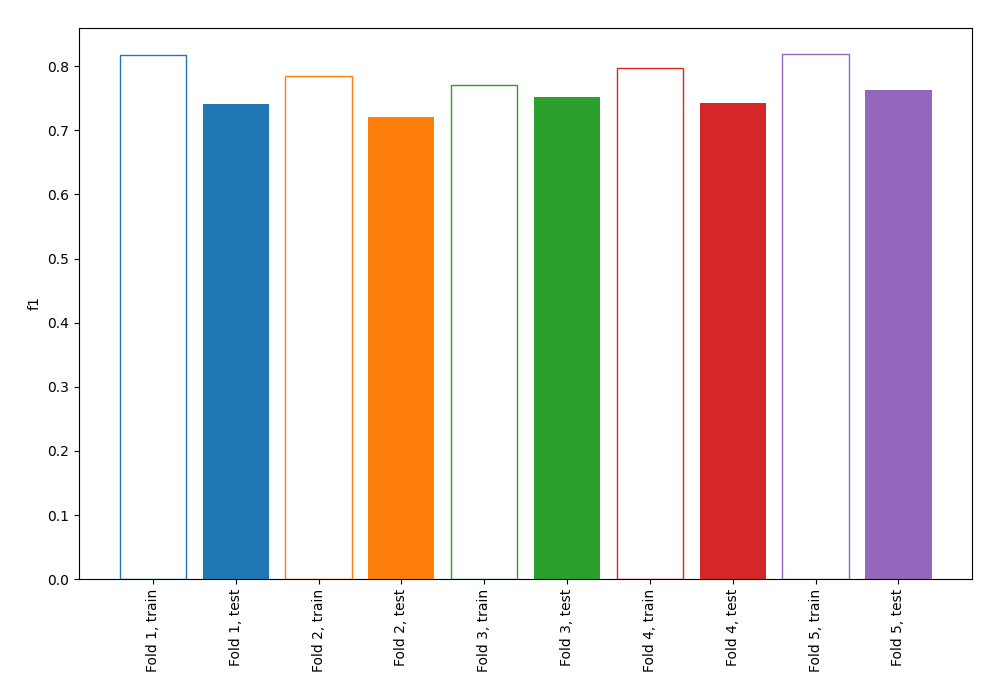 0.8
0.7
0.6
0.5
0.4
0.3
0.2
0.1
0.0
f1
Fold 1, train
Fold 1, test
Fold 2, train
Fold 2, test
Fold 3, train
Fold 3, test
Fold 4, train
Fold 4, test
Fold 5, train
Fold 5, test